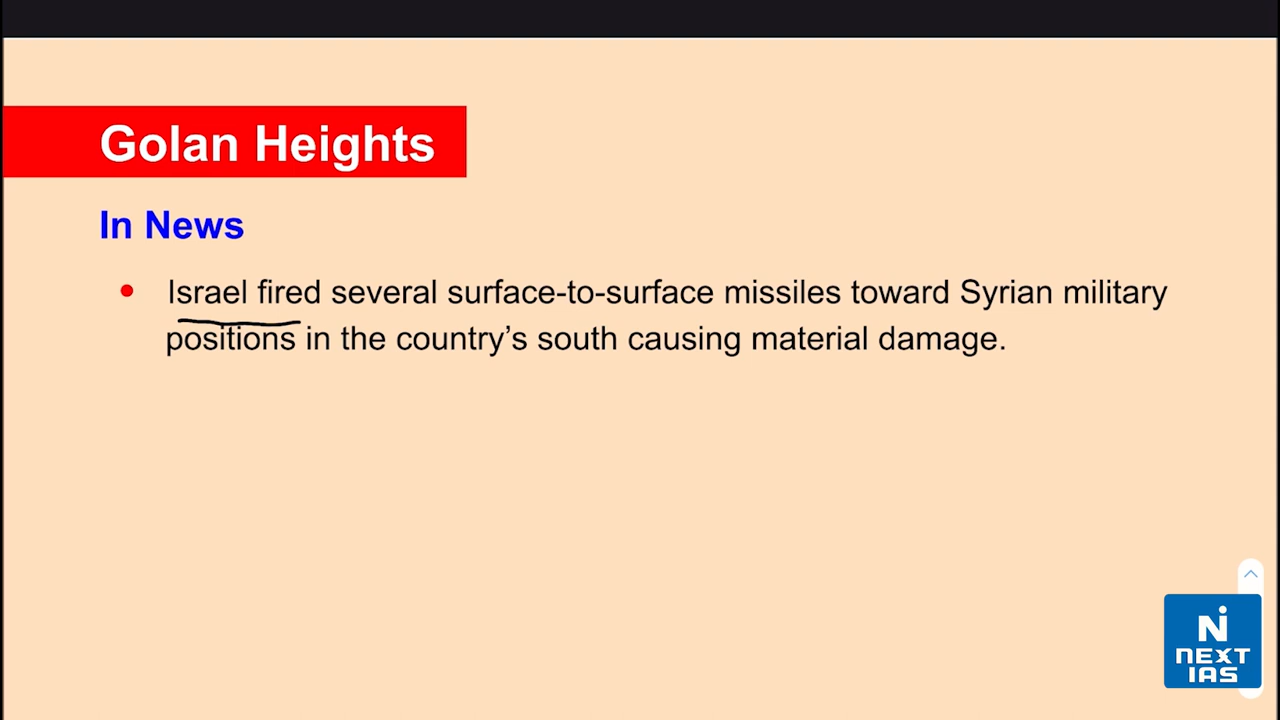 Golan Heights
In News
Israel fired several surface-to-surface missiles toward Syrian military
positions in the country’s south causing material damage.
NEXT
IAS